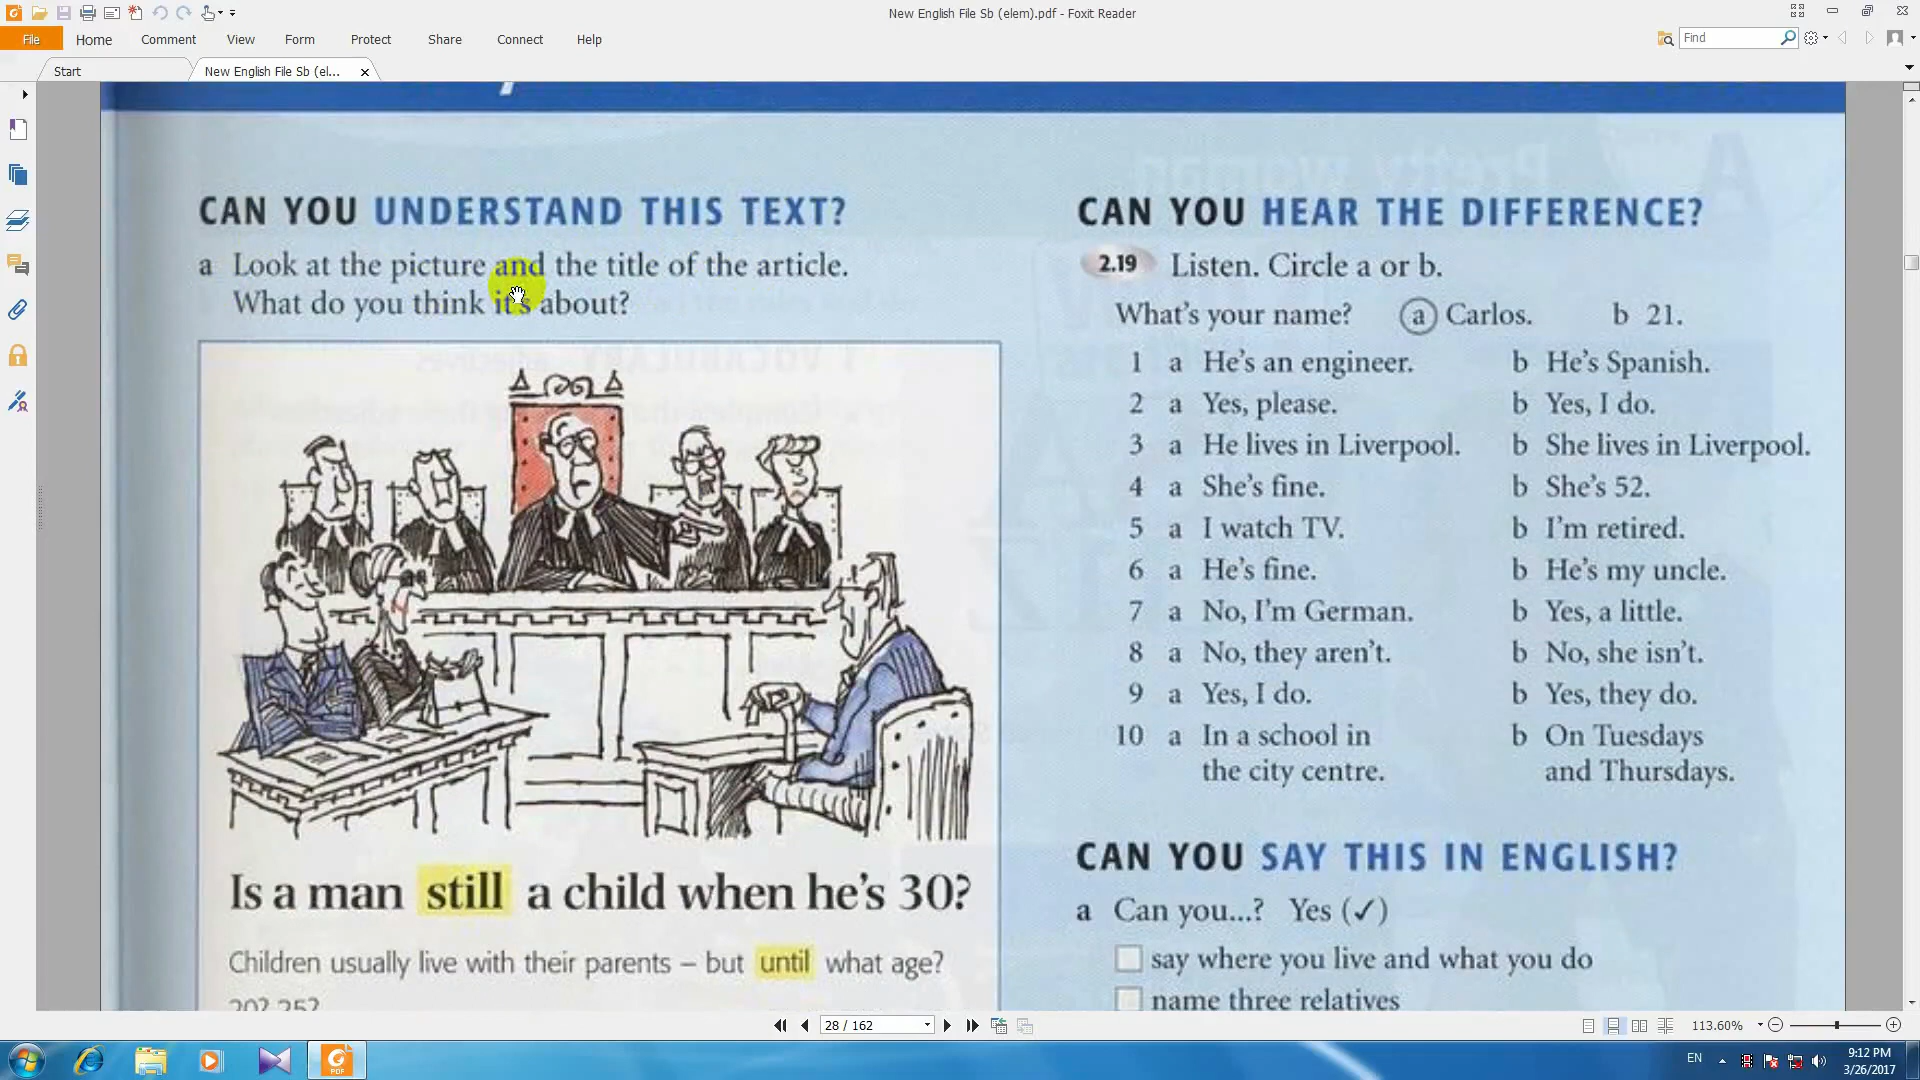 New English File Sb (elem).pdf - Foxit Reader
File Home Comment View Form Protect Share Connect Help
Find
Start
New English File Sb (el...
CAN YOU UNDERSTAND THIS TEXT?
a Look at the picture and the title of the article.
What do you think it's about?
Is a man still a child when he's 30?
Children usually live with their parents – but until what age?
20? 25?
CAN YOU HEAR THE DIFFERENCE?
2.19 Listen. Circle a or b.
What's your name? a Carlos. b 21.
1 a He's an engineer. b He's Spanish.
2 a Yes, please. b Yes, I do.
3 a He lives in Liverpool. b She lives in Liverpool.
4 a She's fine. b She's 52.
5 a I watch TV. b I'm retired.
6 a He's fine. b He's my uncle.
7 a No, I'm German. b Yes, a little.
8 a No, they aren't. b No, she isn't.
9 a Yes, I do. b Yes, they do.
10 a In a school in b On Tuesdays
the city centre. and Thursdays.
CAN YOU SAY THIS IN ENGLISH?
a Can you...? Yes (✓)
say where you live and what you do
name three relatives
28 / 162
113.60%
EN
9:12 PM
3/26/2017